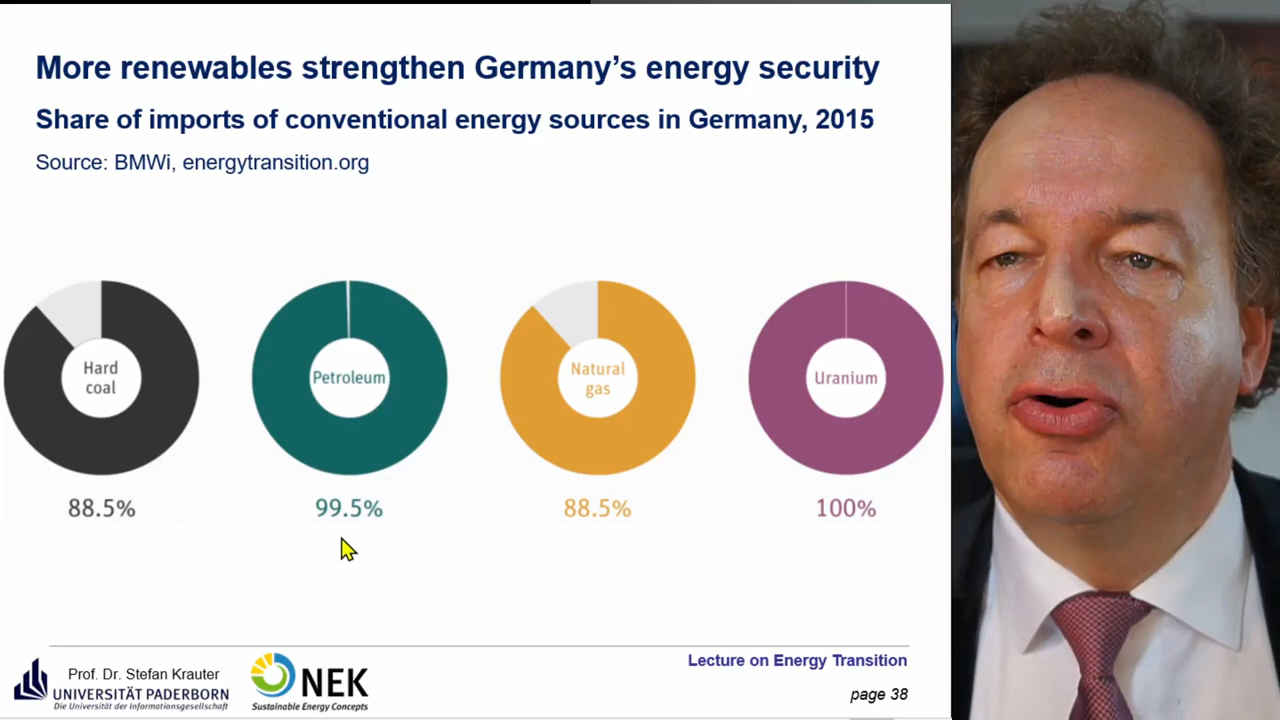 More renewables strengthen Germany's energy security
Share of imports of conventional energy sources in Germany, 2015
Source: BMWi, energytransition.org
Hard
coal
Petroleum
Natural
gas
Uranium
88.5%
99.5%
88.5%
100%
Prof. Dr. Stefan Krauter
UNIVERSITÄT PADERBORN
Die Universität der Informationsgesellschaft
NEK
Sustainable Energy Concepts
Lecture on Energy Transition
page 38